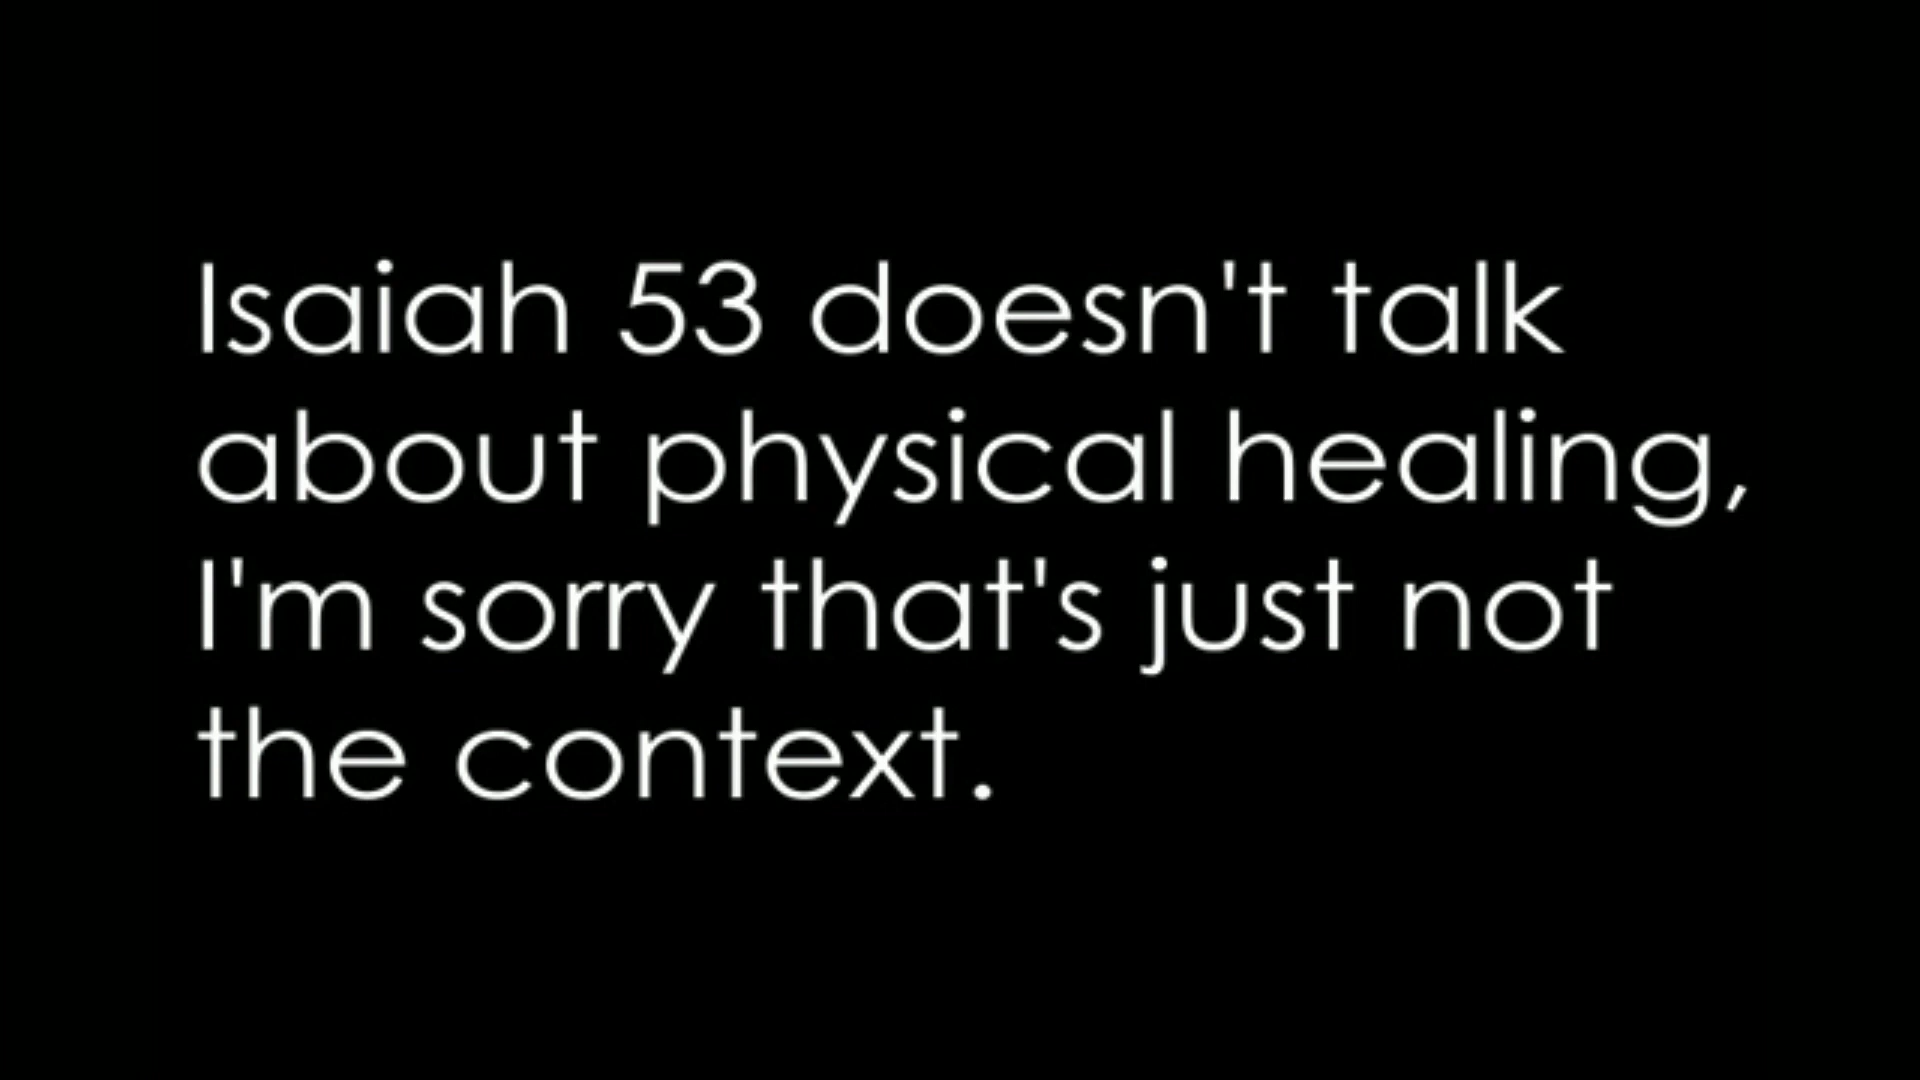 Isaiah 53 doesn't talk
about physical healing,
I'm sorry that's just not
the context.